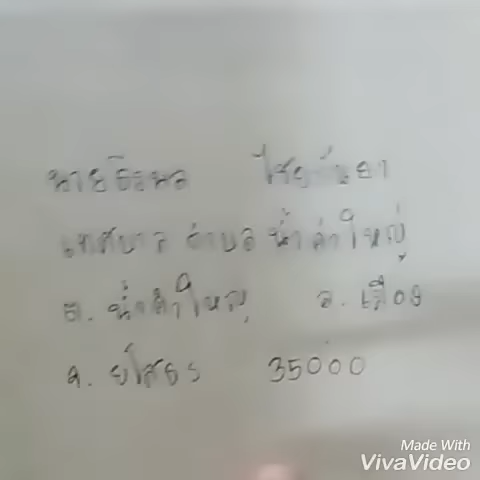 เทศบาลตำบลน้ำคำใหญ่
ต. น้ำคำใหญ่ อ. เมือง
จ. ยโสธร 35000
Made With
VivaVideo